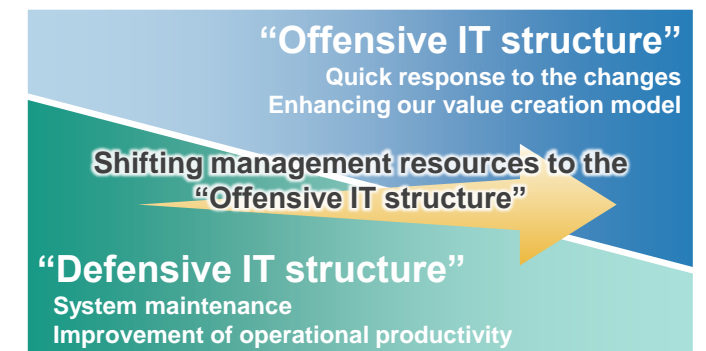 “Offensive IT structure”
Quick response to the changes
Enhancing our value creation model
Shifting management resources to the
“Offensive IT structure”
“Defensive IT structure”
System maintenance
Improvement of operational productivity